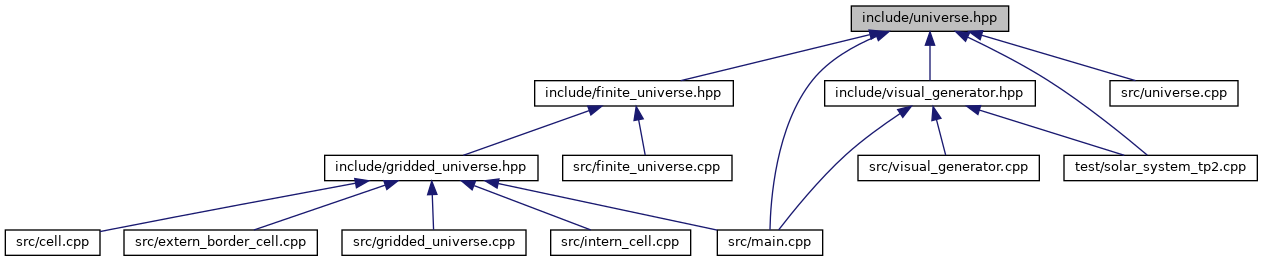 include/universe.hpp
include/finite_universe.hpp
include/visual_generator.hpp
src/universe.cpp
include/gridded_universe.hpp
src/finite_universe.cpp
src/visual_generator.cpp
test/solar_system_tp2.cpp
src/cell.cpp
src/extern_border_cell.cpp
src/gridded_universe.cpp
src/intern_cell.cpp
src/main.cpp